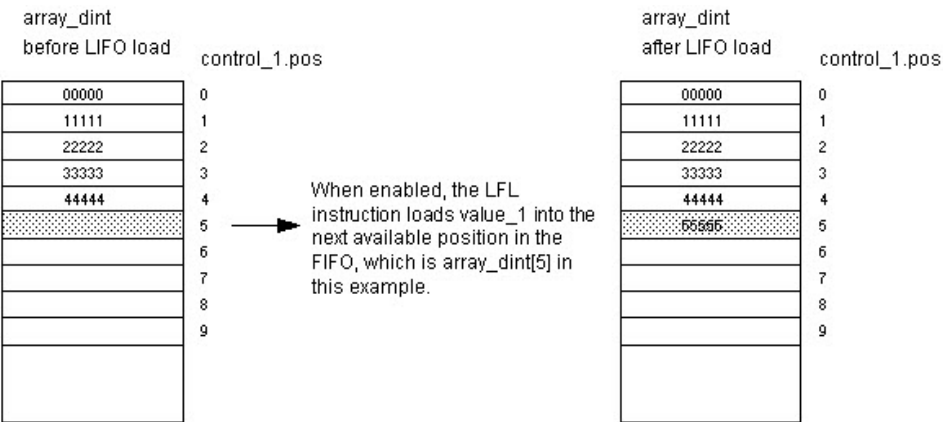 array_dint
before LIFO load
control_1.pos
00000
0
11111
1
22222
2
33333
3
44444
4
5
6
7
8
9
When enabled, the LFL
instruction loads value_1 into the
next available position in the
FIFO, which is array_dint[5] in
this example.
array_dint
after LIFO load
control_1.pos
00000
0
11111
1
22222
2
33333
3
44444
4
55555
5
6
7
8
9